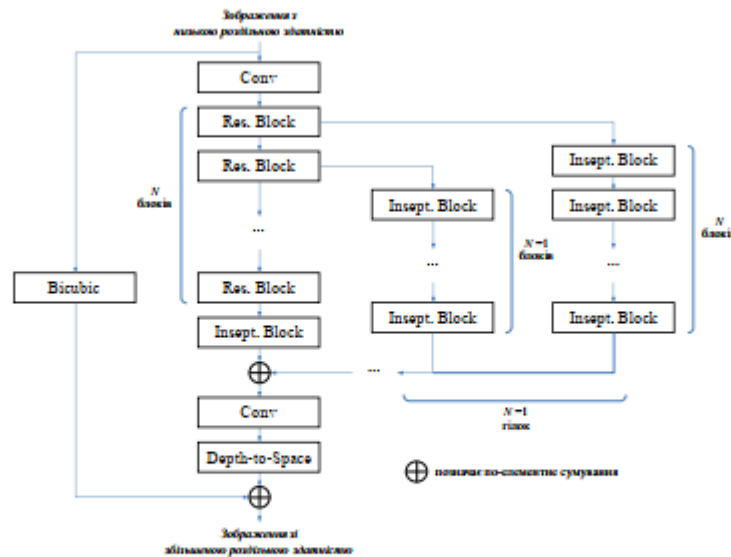 Зображення з
низькою роздільною здатністю
Conv
Res. Block
Res. Block
Insept. Block
Insept. Block
Insept. Block
N
блоків
N −1
блоків
N
блоків
...
...
...
Bicubic
Res. Block
Insept. Block
Insept. Block
Insept. Block
...
Conv
N −1
гілок
Depth-to-Space
позначає по-елементне сумування
Зображення зі
збільшеною роздільною здатністю